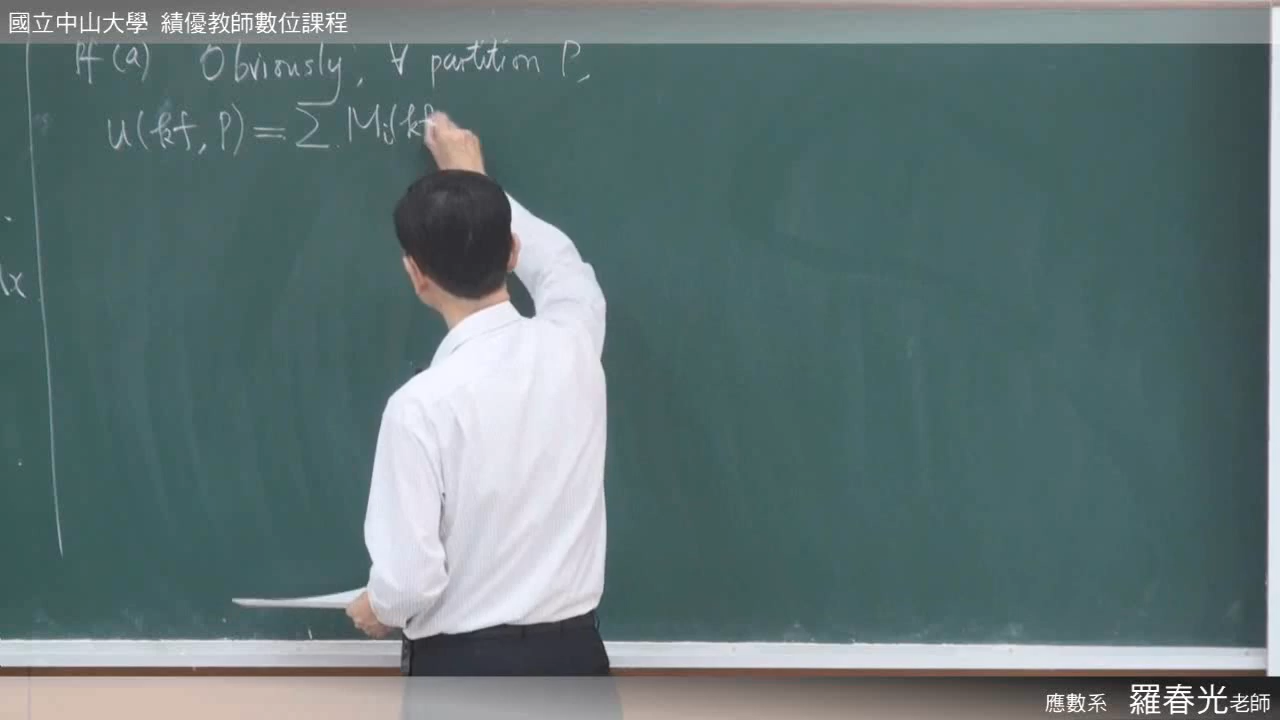 國立中山大學 績優教師數位課程
Pf (a) Obviously, ∀ partition P,
U(kf, P) = Σ Mj(kf
dx
應數系 羅春光老師